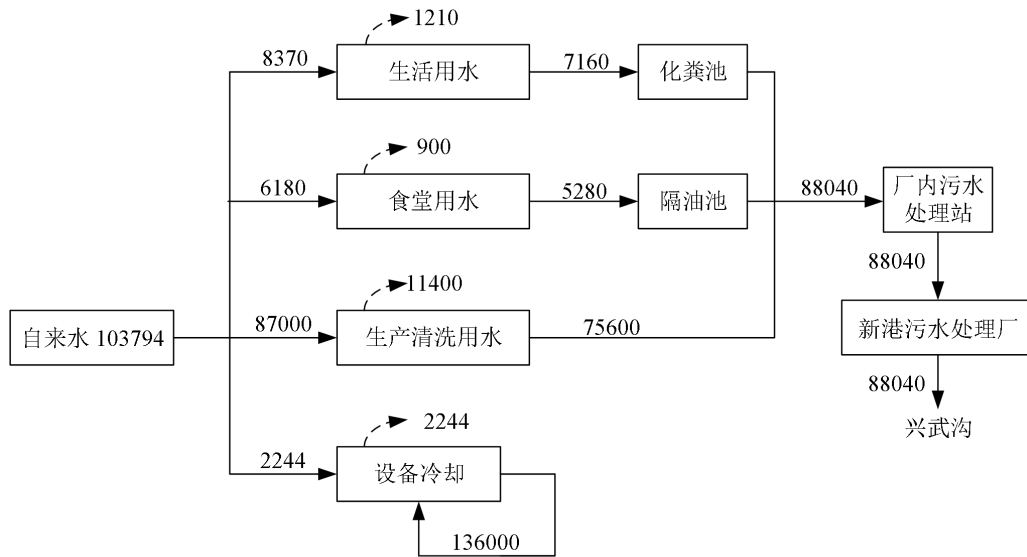 1210
8370
生活用水
7160
化粪池
900
6180
食堂用水
5280
隔油池
88040
厂内污水
处理站
88040
11400
自来水 103794
87000
生产清洗用水
75600
新港污水处理厂
88040
兴武沟
2244
2244
设备冷却
136000